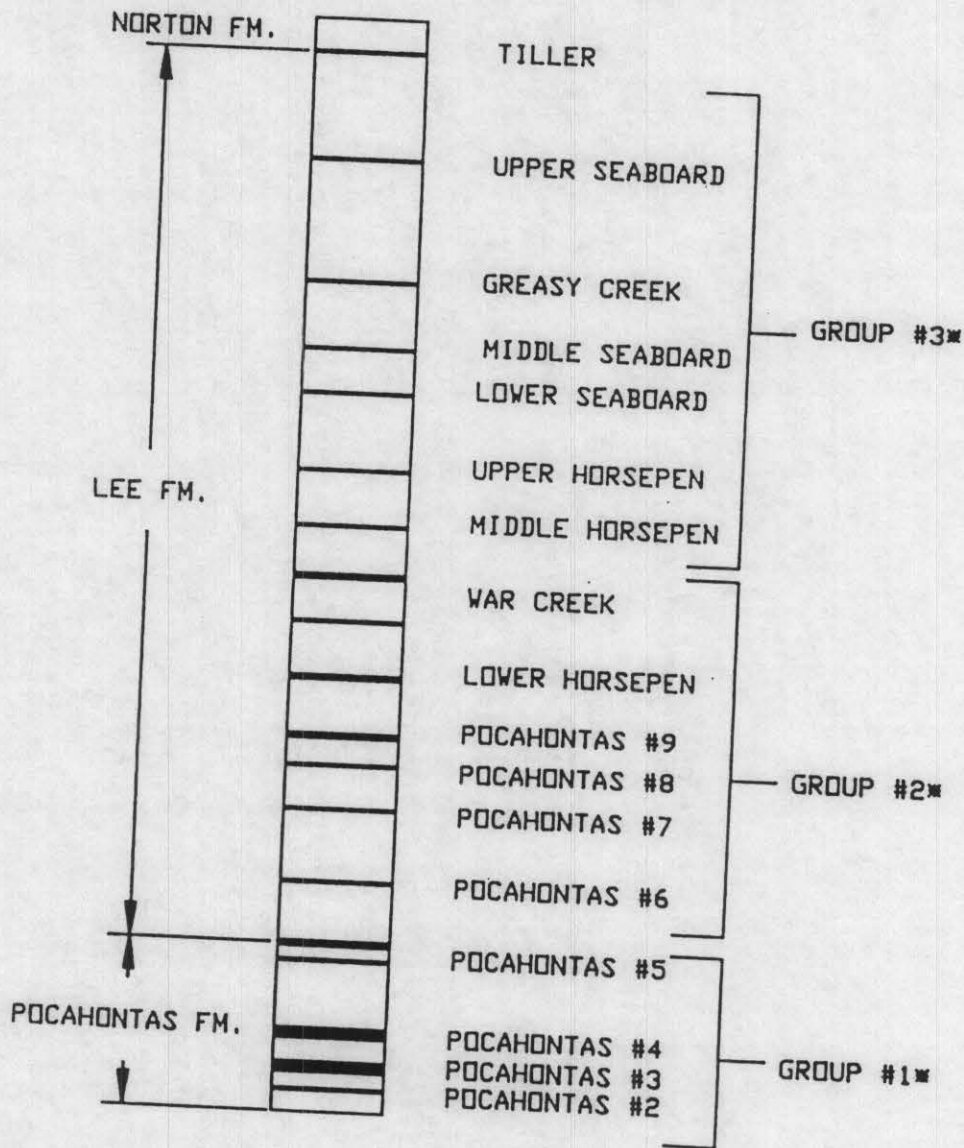 NORTON FM.
TILLER
UPPER SEABOARD
GREASY CREEK
GROUP #3*
MIDDLE SEABOARD
LOWER SEABOARD
UPPER HORSEPEN
LEE FM.
MIDDLE HORSEPEN
WAR CREEK
LOWER HORSEPEN
POCAHONTAS #9
POCAHONTAS #8
GROUP #2*
POCAHONTAS #7
POCAHONTAS #6
POCAHONTAS #5
POCAHONTAS FM.
POCAHONTAS #4
POCAHONTAS #3
GROUP #1*
POCAHONTAS #2